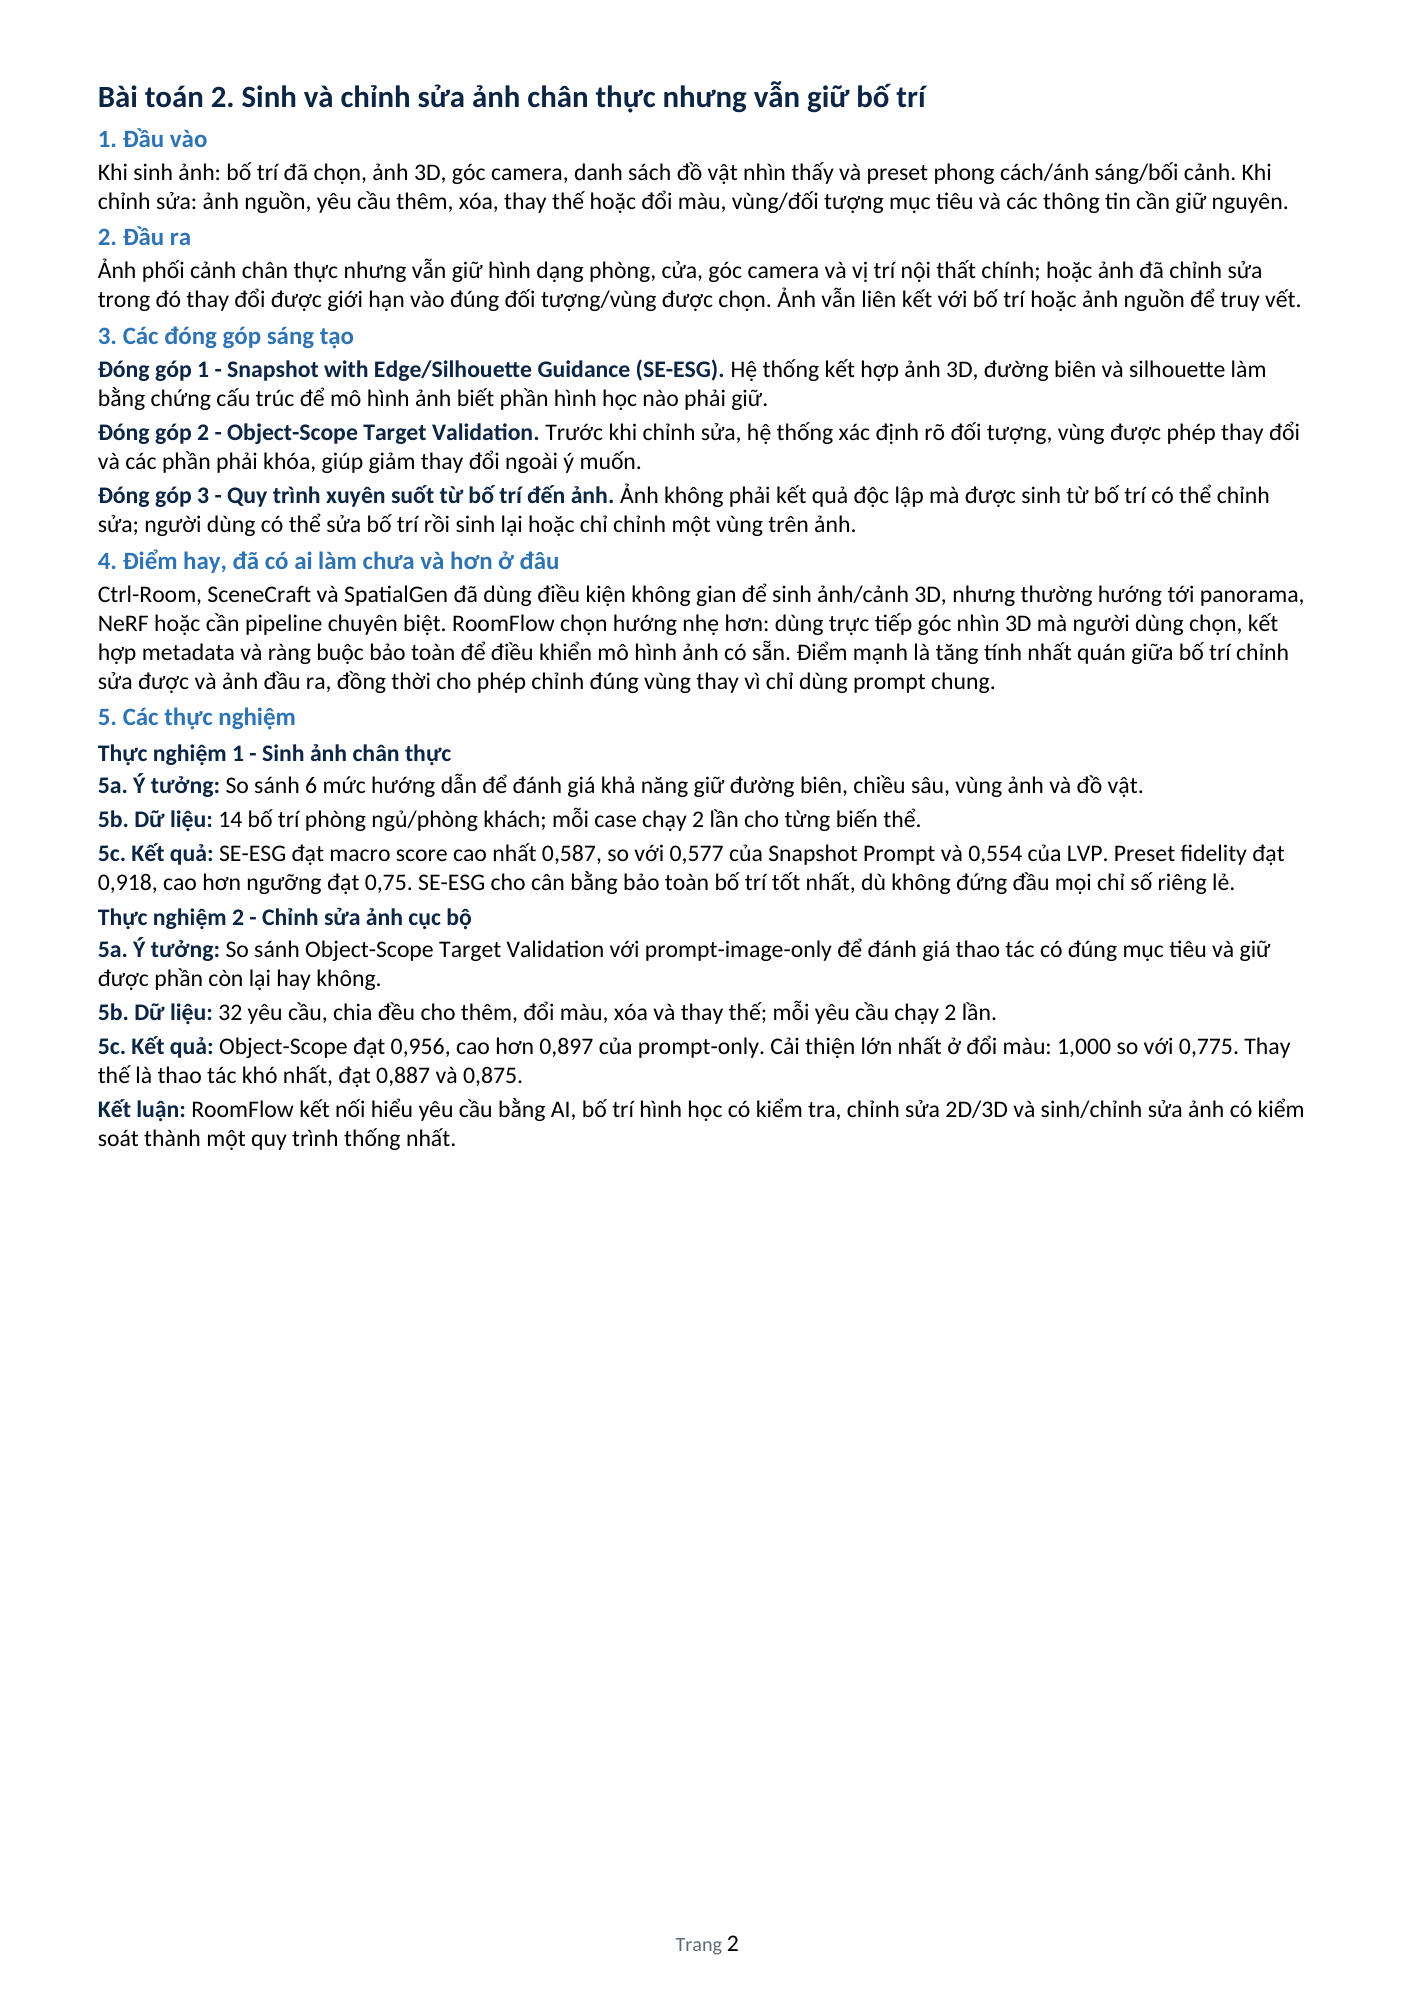 Bài toán 2. Sinh và chỉnh sửa ảnh chân thực nhưng vẫn giữ bố trí
1. Đầu vào
Khi sinh ảnh: bố trí đã chọn, ảnh 3D, góc camera, danh sách đồ vật nhìn thấy và preset phong cách/ánh sáng/bối cảnh. Khi
chỉnh sửa: ảnh nguồn, yêu cầu thêm, xóa, thay thế hoặc đổi màu, vùng/đối tượng mục tiêu và các thông tin cần giữ nguyên.
2. Đầu ra
Ảnh phối cảnh chân thực nhưng vẫn giữ hình dạng phòng, cửa, góc camera và vị trí nội thất chính; hoặc ảnh đã chỉnh sửa
trong đó thay đổi được giới hạn vào đúng đối tượng/vùng được chọn. Ảnh vẫn liên kết với bố trí hoặc ảnh nguồn để truy vết.
3. Các đóng góp sáng tạo
Đóng góp 1 - Snapshot with Edge/Silhouette Guidance (SE-ESG). Hệ thống kết hợp ảnh 3D, đường biên và silhouette làm
bằng chứng cấu trúc để mô hình ảnh biết phần hình học nào phải giữ.
Đóng góp 2 - Object-Scope Target Validation. Trước khi chỉnh sửa, hệ thống xác định rõ đối tượng, vùng được phép thay đổi
và các phần phải khóa, giúp giảm thay đổi ngoài ý muốn.
Đóng góp 3 - Quy trình xuyên suốt từ bố trí đến ảnh. Ảnh không phải kết quả độc lập mà được sinh từ bố trí có thể chỉnh
sửa; người dùng có thể sửa bố trí rồi sinh lại hoặc chỉ chỉnh một vùng trên ảnh.
4. Điểm hay, đã có ai làm chưa và hơn ở đâu
Ctrl-Room, SceneCraft và SpatialGen đã dùng điều kiện không gian để sinh ảnh/cảnh 3D, nhưng thường hướng tới panorama,
NeRF hoặc cần pipeline chuyên biệt. RoomFlow chọn hướng nhẹ hơn: dùng trực tiếp góc nhìn 3D mà người dùng chọn, kết
hợp metadata và ràng buộc bảo toàn để điều khiển mô hình ảnh có sẵn. Điểm mạnh là tăng tính nhất quán giữa bố trí chỉnh
sửa được và ảnh đầu ra, đồng thời cho phép chỉnh đúng vùng thay vì chỉ dùng prompt chung.
5. Các thực nghiệm
Thực nghiệm 1 - Sinh ảnh chân thực
5a. Ý tưởng: So sánh 6 mức hướng dẫn để đánh giá khả năng giữ đường biên, chiều sâu, vùng ảnh và đồ vật.
5b. Dữ liệu: 14 bố trí phòng ngủ/phòng khách; mỗi case chạy 2 lần cho từng biến thể.
5c. Kết quả: SE-ESG đạt macro score cao nhất 0,587, so với 0,577 của Snapshot Prompt và 0,554 của LVP. Preset fidelity đạt
0,918, cao hơn ngưỡng đạt 0,75. SE-ESG cho cân bằng bảo toàn bố trí tốt nhất, dù không đứng đầu mọi chỉ số riêng lẻ.
Thực nghiệm 2 - Chỉnh sửa ảnh cục bộ
5a. Ý tưởng: So sánh Object-Scope Target Validation với prompt-image-only để đánh giá thao tác có đúng mục tiêu và giữ
được phần còn lại hay không.
5b. Dữ liệu: 32 yêu cầu, chia đều cho thêm, đổi màu, xóa và thay thế; mỗi yêu cầu chạy 2 lần.
5c. Kết quả: Object-Scope đạt 0,956, cao hơn 0,897 của prompt-only. Cải thiện lớn nhất ở đổi màu: 1,000 so với 0,775. Thay
thế là thao tác khó nhất, đạt 0,887 và 0,875.
Kết luận: RoomFlow kết nối hiểu yêu cầu bằng AI, bố trí hình học có kiểm tra, chỉnh sửa 2D/3D và sinh/chỉnh sửa ảnh có kiểm
soát thành một quy trình thống nhất.
Trang 2